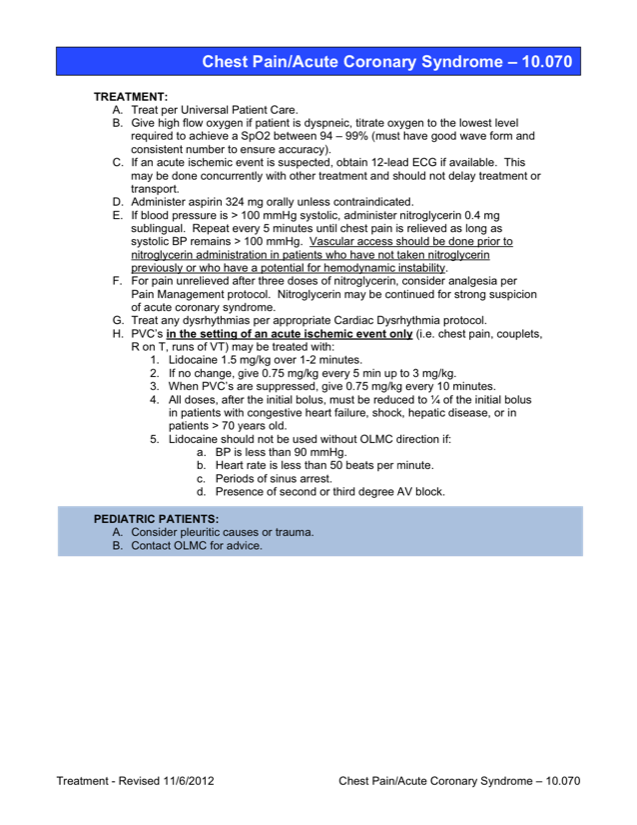 Chest Pain/Acute Coronary Syndrome – 10.070
TREATMENT:
A. Treat per Universal Patient Care.
B. Give high flow oxygen if patient is dyspneic, titrate oxygen to the lowest level
required to achieve a SpO2 between 94 – 99% (must have good wave form and
consistent number to ensure accuracy).
C. If an acute ischemic event is suspected, obtain 12-lead ECG if available. This
may be done concurrently with other treatment and should not delay treatment or
transport.
D. Administer aspirin 324 mg orally unless contraindicated.
E. If blood pressure is > 100 mmHg systolic, administer nitroglycerin 0.4 mg
sublingual. Repeat every 5 minutes until chest pain is relieved as long as
systolic BP remains > 100 mmHg. Vascular access should be done prior to
nitroglycerin administration in patients who have not taken nitroglycerin
previously or who have a potential for hemodynamic instability.
F. For pain unrelieved after three doses of nitroglycerin, consider analgesia per
Pain Management protocol. Nitroglycerin may be continued for strong suspicion
of acute coronary syndrome.
G. Treat any dysrhythmias per appropriate Cardiac Dysrhythmia protocol.
H. PVC's in the setting of an acute ischemic event only (i.e. chest pain, couplets,
R on T, runs of VT) may be treated with:
1. Lidocaine 1.5 mg/kg over 1-2 minutes.
2. If no change, give 0.75 mg/kg every 5 min up to 3 mg/kg.
3. When PVC's are suppressed, give 0.75 mg/kg every 10 minutes.
4. All doses, after the initial bolus, must be reduced to ¼ of the initial bolus
in patients with congestive heart failure, shock, hepatic disease, or in
patients > 70 years old.
5. Lidocaine should not be used without OLMC direction if:
a. BP is less than 90 mmHg.
b. Heart rate is less than 50 beats per minute.
c. Periods of sinus arrest.
d. Presence of second or third degree AV block.
PEDIATRIC PATIENTS:
A. Consider pleuritic causes or trauma.
B. Contact OLMC for advice.
Treatment - Revised 11/6/2012 Chest Pain/Acute Coronary Syndrome – 10.070